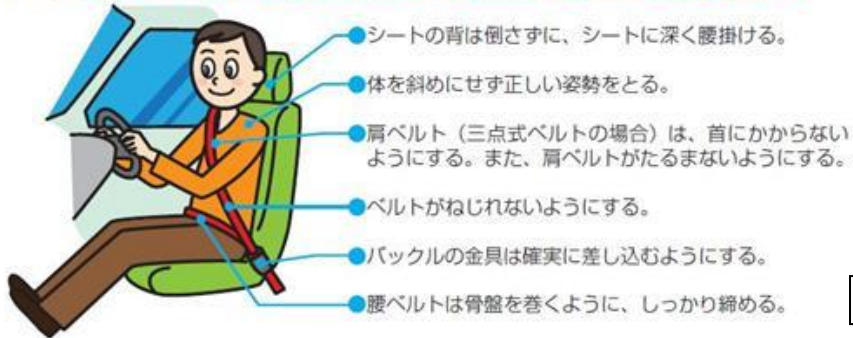 ●シートの背は倒さずに、シートに深く腰掛ける。
●体を斜めにせず正しい姿勢をとる。
●肩ベルト（三点式ベルトの場合）は、首にかからない
ようにする。また、肩ベルトがたるまないようにする。
●ベルトがねじれないようにする。
●バックルの金具は確実に差し込むようにする。
●腰ベルトは骨盤を巻くように、しっかり締める。